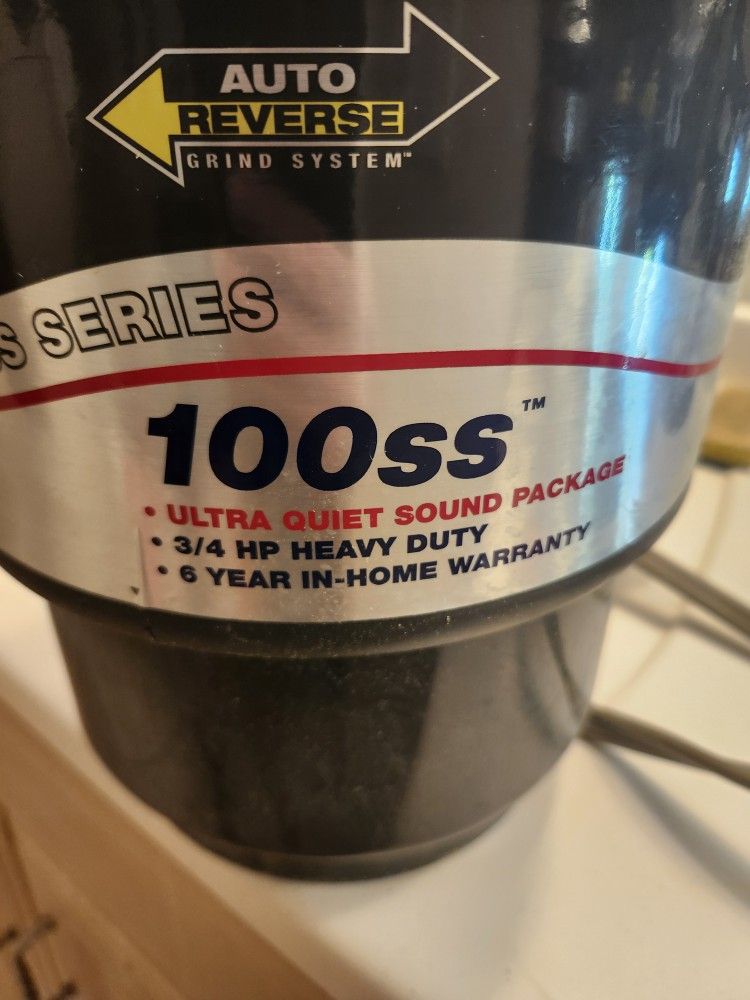 AUTO
REVERSE
GRIND SYSTEM™
S SERIES
100ss™
• ULTRA QUIET SOUND PACKAGE
• 3/4 HP HEAVY DUTY
• 6 YEAR IN-HOME WARRANTY